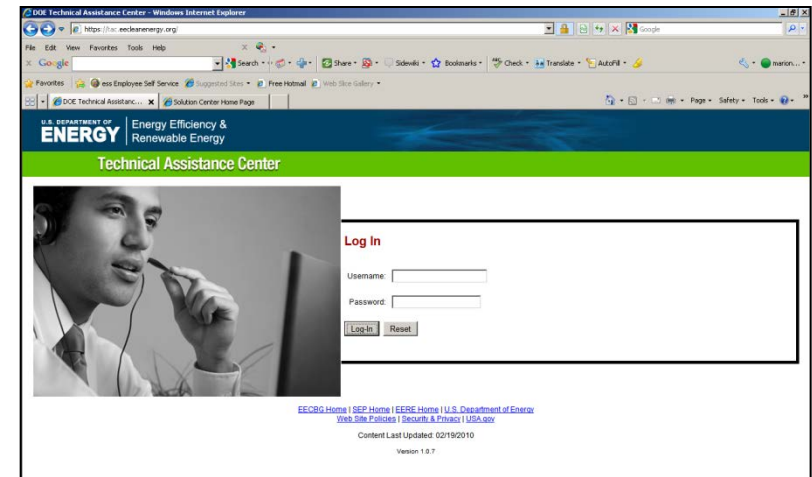 DOE Technical Assistance Center - Windows Internet Explorer
https://tac.eecleanenergy.org/
Google
File Edit View Favorites Tools Help
x Google Share Sidewiki Bookmarks Check Translate AutoFill marion...
Favorites ess Employee Self Service Suggested Sites Free Hotmail Web Slice Gallery
DOE Technical Assistanc... x Solution Center Home Page Page Safety Tools
U.S. DEPARTMENT OF
ENERGY
Energy Efficiency &
Renewable Energy
Technical Assistance Center
Log In
Username:
Password:
Log-In Reset
EECBG Home | SEP Home | EERE Home | U.S. Department of Energy
Web Site Policies | Security & Privacy | USA.gov
Content Last Updated: 02/19/2010
Version 1.0.7